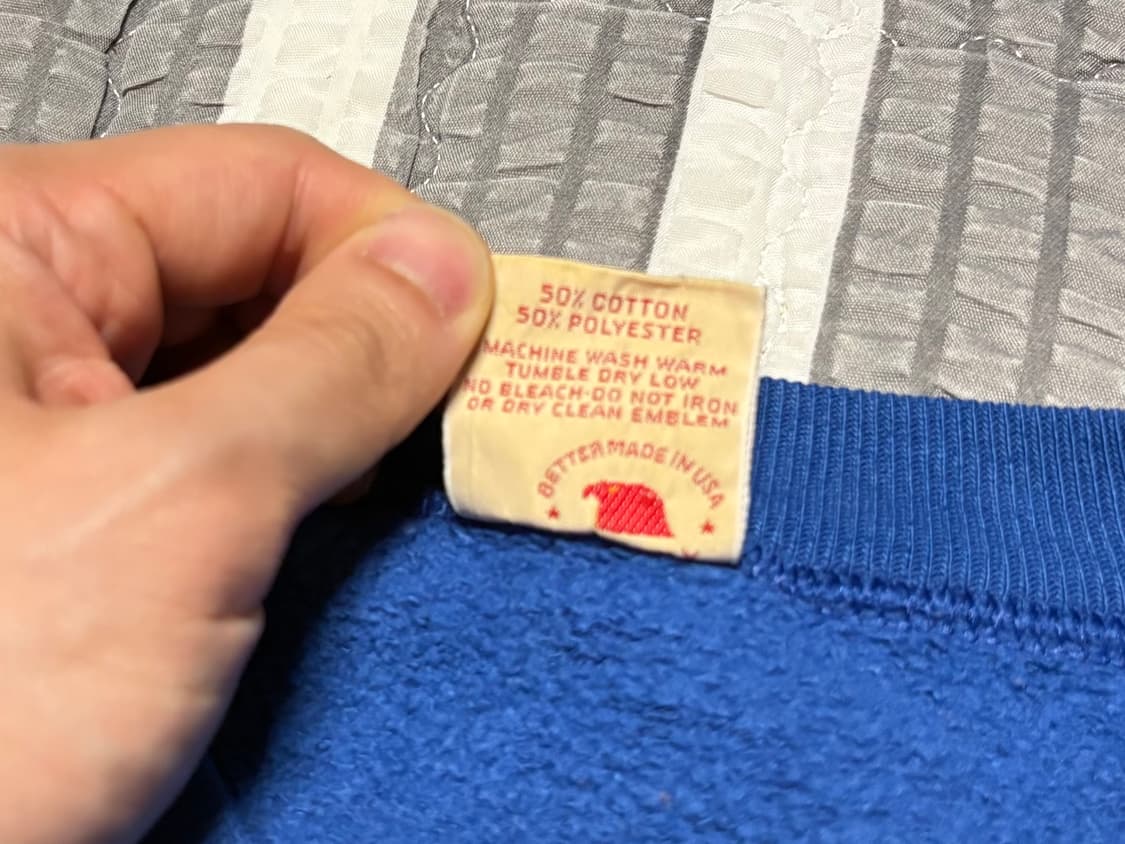 50% COTTON
50% POLYESTER
MACHINE WASH WARM
TUMBLE DRY LOW
NO BLEACH-DO NOT IRON
OR DRY CLEAN EMBLEM
BETTER MADE IN USA